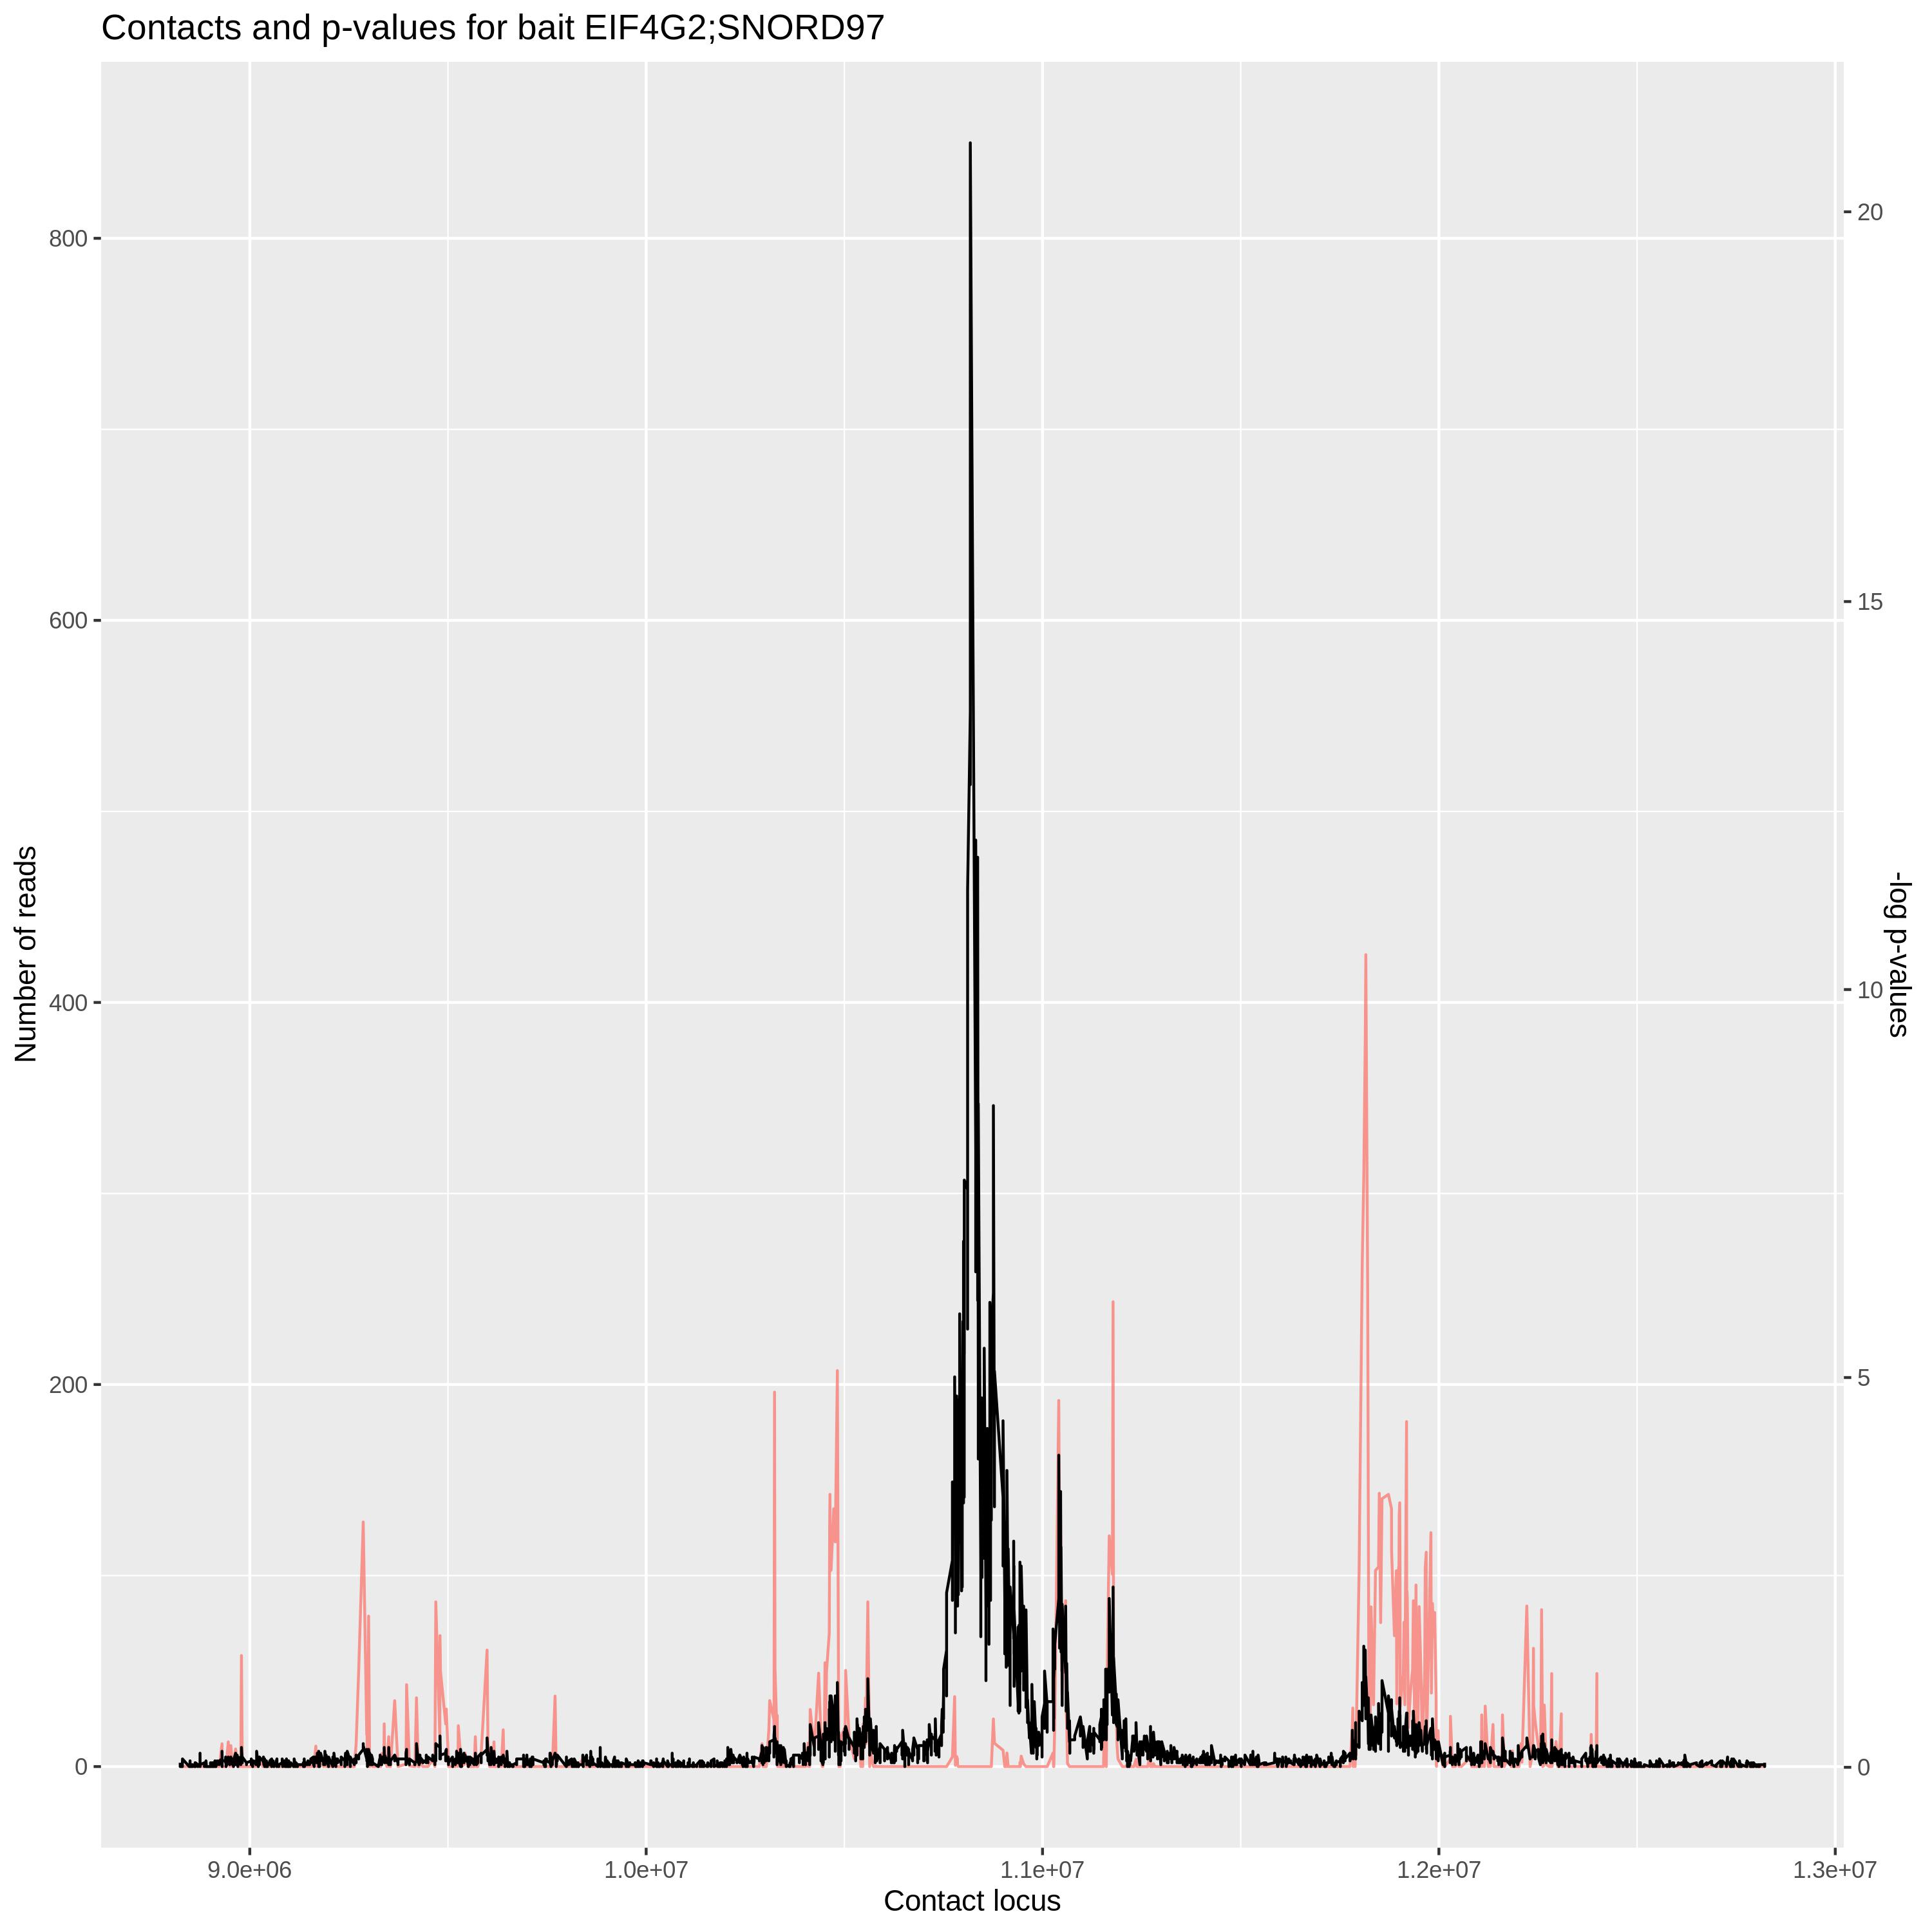 Contacts and p-values for bait EIF4G2;SNORD97
Number of reads
800
600
400
200
0
20
15
10
5
0
-log p-values
9.0e+06
1.0e+07
1.1e+07
1.2e+07
1.3e+07
Contact locus